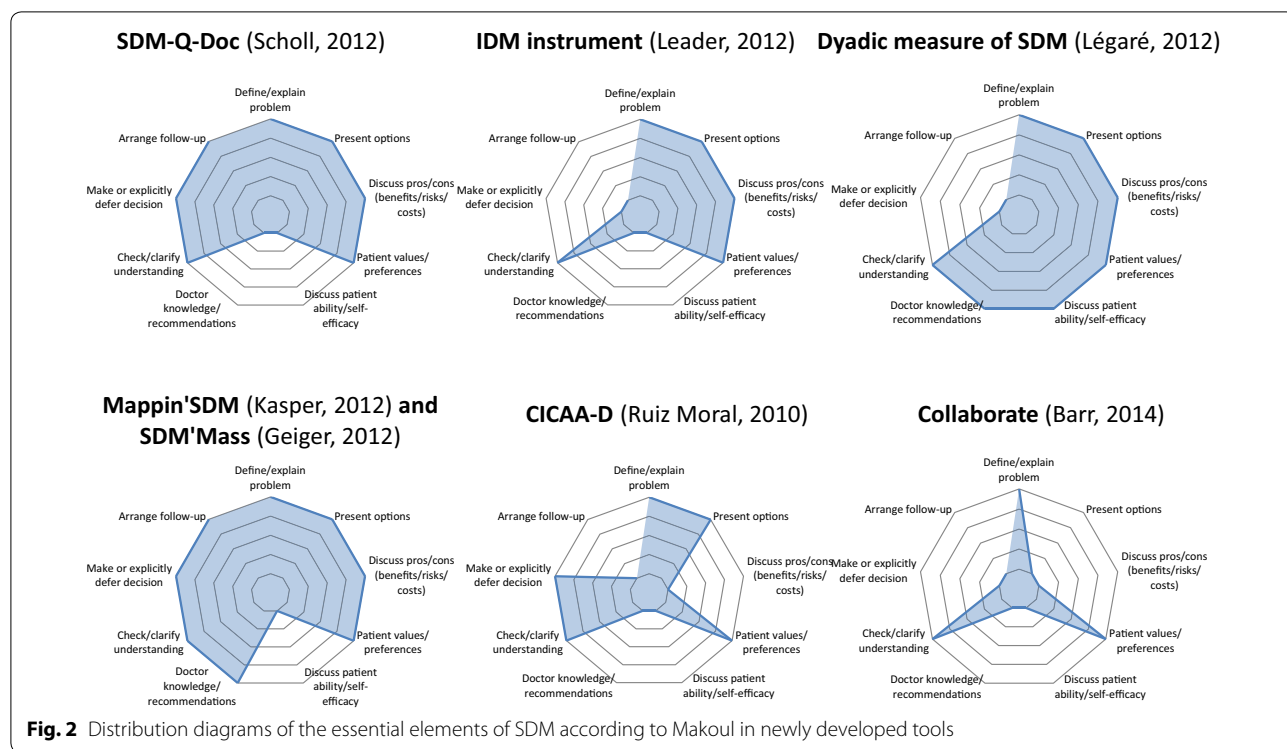 SDM-Q-Doc (Scholl, 2012)
Define/explain
problem
Present options
Discuss pros/cons
(benefits/risks/
costs)
Patient values/
preferences
Discuss patient
ability/self-
efficacy
Doctor
knowledge/
recommendations
Check/clarify
understanding
Make or explicitly
defer decision
Arrange follow-up
IDM instrument (Leader, 2012)
Define/explain
problem
Present options
Discuss pros/cons
(benefits/risks/
costs)
Patient values/
preferences
Discuss patient
ability/self-efficacy
Doctor knowledge/
recommendations
Check/clarify
understanding
Make or explicitly
defer decision
Arrange follow-up
Dyadic measure of SDM (Légaré, 2012)
Define/explain
problem
Present options
Discuss pros/cons
(benefits/risks/
costs)
Patient values/
preferences
Discuss patient
ability/self-efficacy
Doctor knowledge/
recommendations
Check/clarify
understanding
Make or explicitly
defer decision
Arrange follow-up
Mappin'SDM (Kasper, 2012) and
SDM'Mass (Geiger, 2012)
Define/explain
problem
Present options
Discuss pros/cons
(benefits/risks/
costs)
Patient values/
preferences
Discuss patient
ability/self-
efficacy
Doctor
knowledge/
recommendations
Check/clarify
understanding
Make or explicitly
defer decision
Arrange follow-up
CICAA-D (Ruiz Moral, 2010)
Define/explain
problem
Present options
Discuss pros/cons
(benefits/risks/
costs)
Patient values/
preferences
Discuss patient
ability/self-efficacy
Doctor knowledge/
recommendations
Check/clarify
understanding
Make or explicitly
defer decision
Arrange follow-up
Collaborate (Barr, 2014)
Define/explain
problem
Present options
Discuss pros/cons
(benefits/risks/
costs)
Patient values/
preferences
Discuss patient
ability/self-efficacy
Doctor knowledge/
recommendations
Check/clarify
understanding
Make or explicitly
defer decision
Arrange follow-up
Fig. 2 Distribution diagrams of the essential elements of SDM according to Makoul in newly developed tools